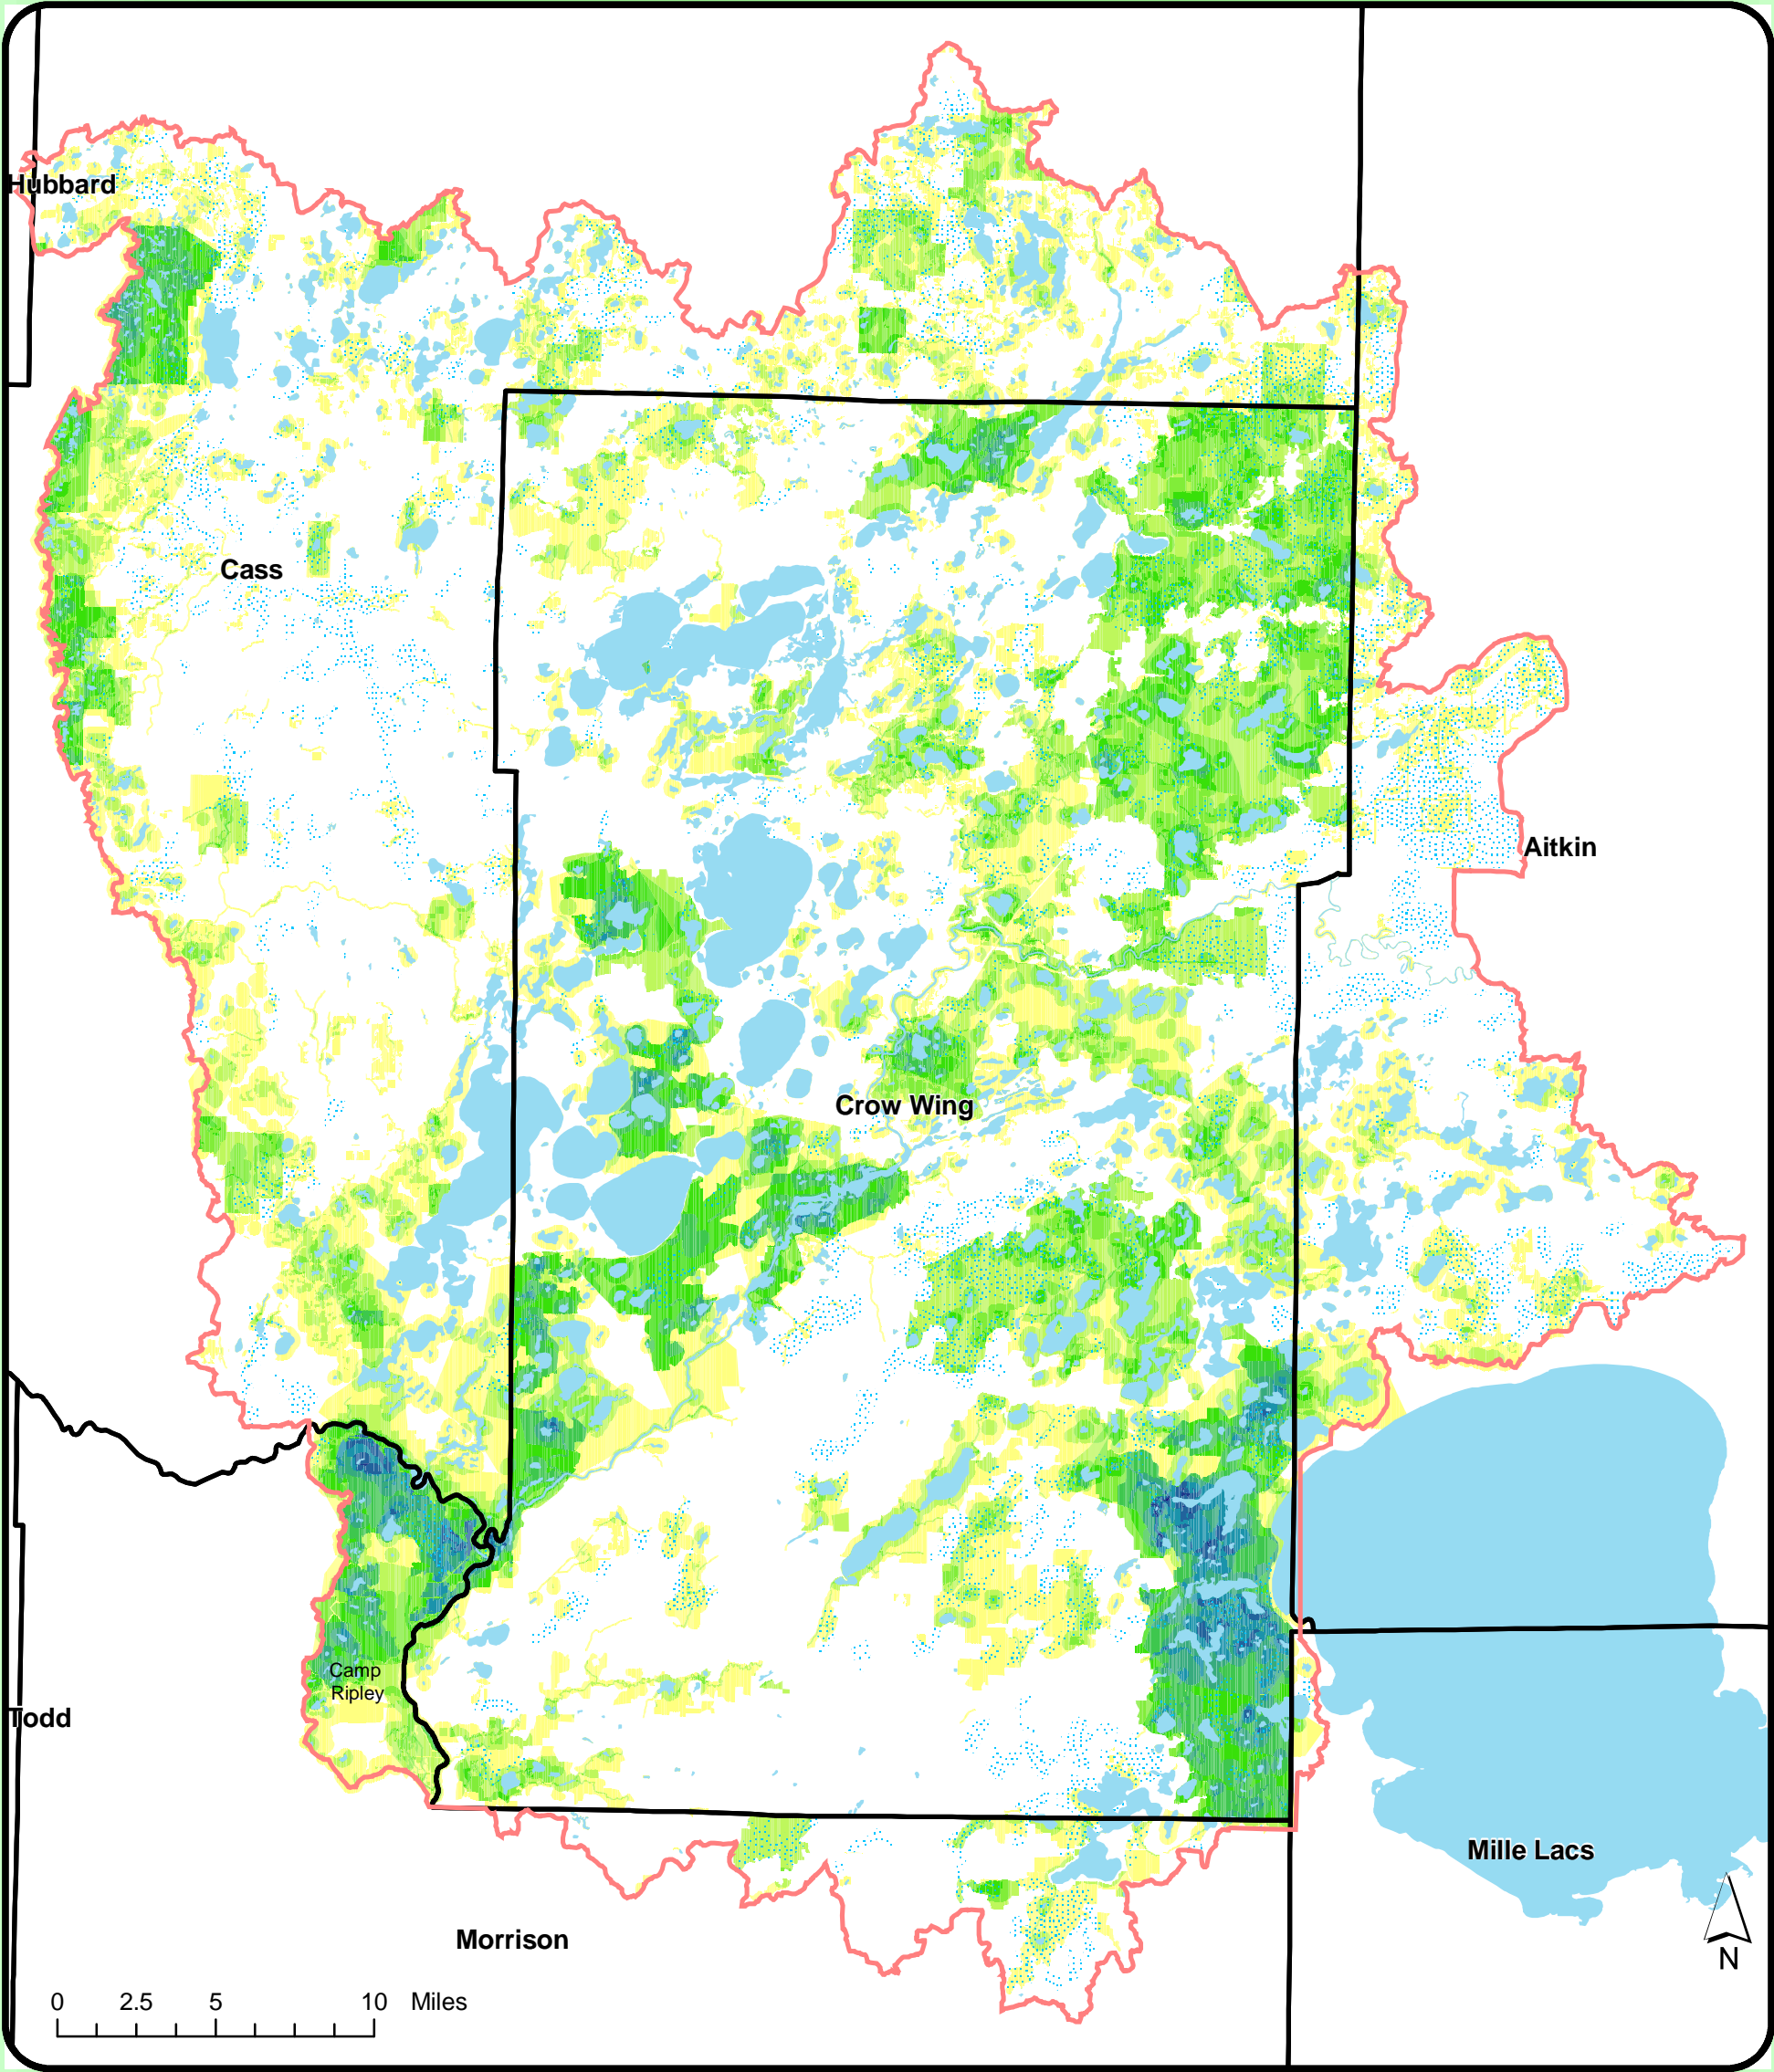 Hubbard
Cass
Aitkin
Crow Wing
Camp
Ripley
Todd
Mille Lacs
Morrison
N
0 2.5 5 10 Miles